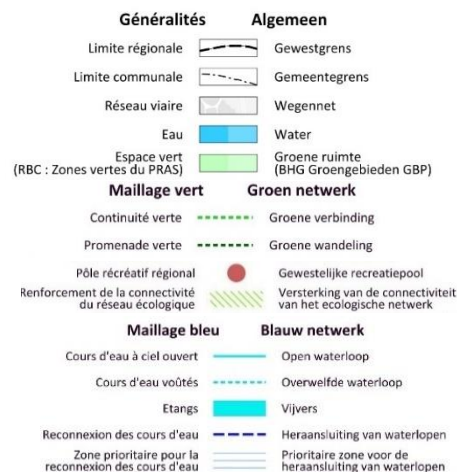 Généralités Algemeen
Limite régionale Gewestgrens
Limite communale Gemeentegrens
Réseau viaire Wegennet
Eau Water
Espace vert Groene ruimte
(RBC : Zones vertes du PRAS) (BHG Groengebieden GBP)
Maillage vert Groen netwerk
Continuité verte Groene verbinding
Promenade verte Groene wandeling
Pôle récréatif régional Gewestelijke recreatiepool
Renforcement de la connectivité Versterking van de connectiviteit
du réseau écologique van het ecologische netwerk
Maillage bleu Blauw netwerk
Cours d'eau à ciel ouvert Open waterloop
Cours d'eau voûtés Overwelfde waterloop
Etangs Vijvers
Reconnexion des cours d'eau Heraansluiting van waterlopen
Zone prioritaire pour la Prioritaire zone voor de
reconnexion des cours d'eau heraansluiting van waterlopen